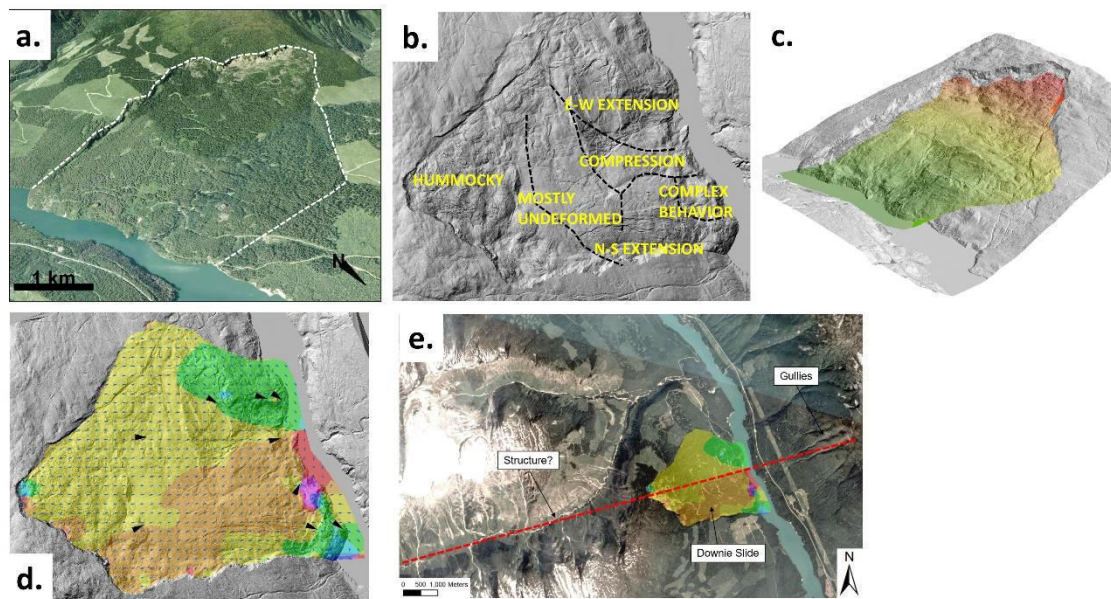 a.
1 km
N
b.
E-W EXTENSION
COMPRESSION
HUMMOCKY
COMPLEX
BEHAVIOR
MOSTLY
UNDEFORMED
N-S EXTENSION
c.
d.
e.
Gullies
Structure?
Downie Slide
0 500 1,000 Meters
N